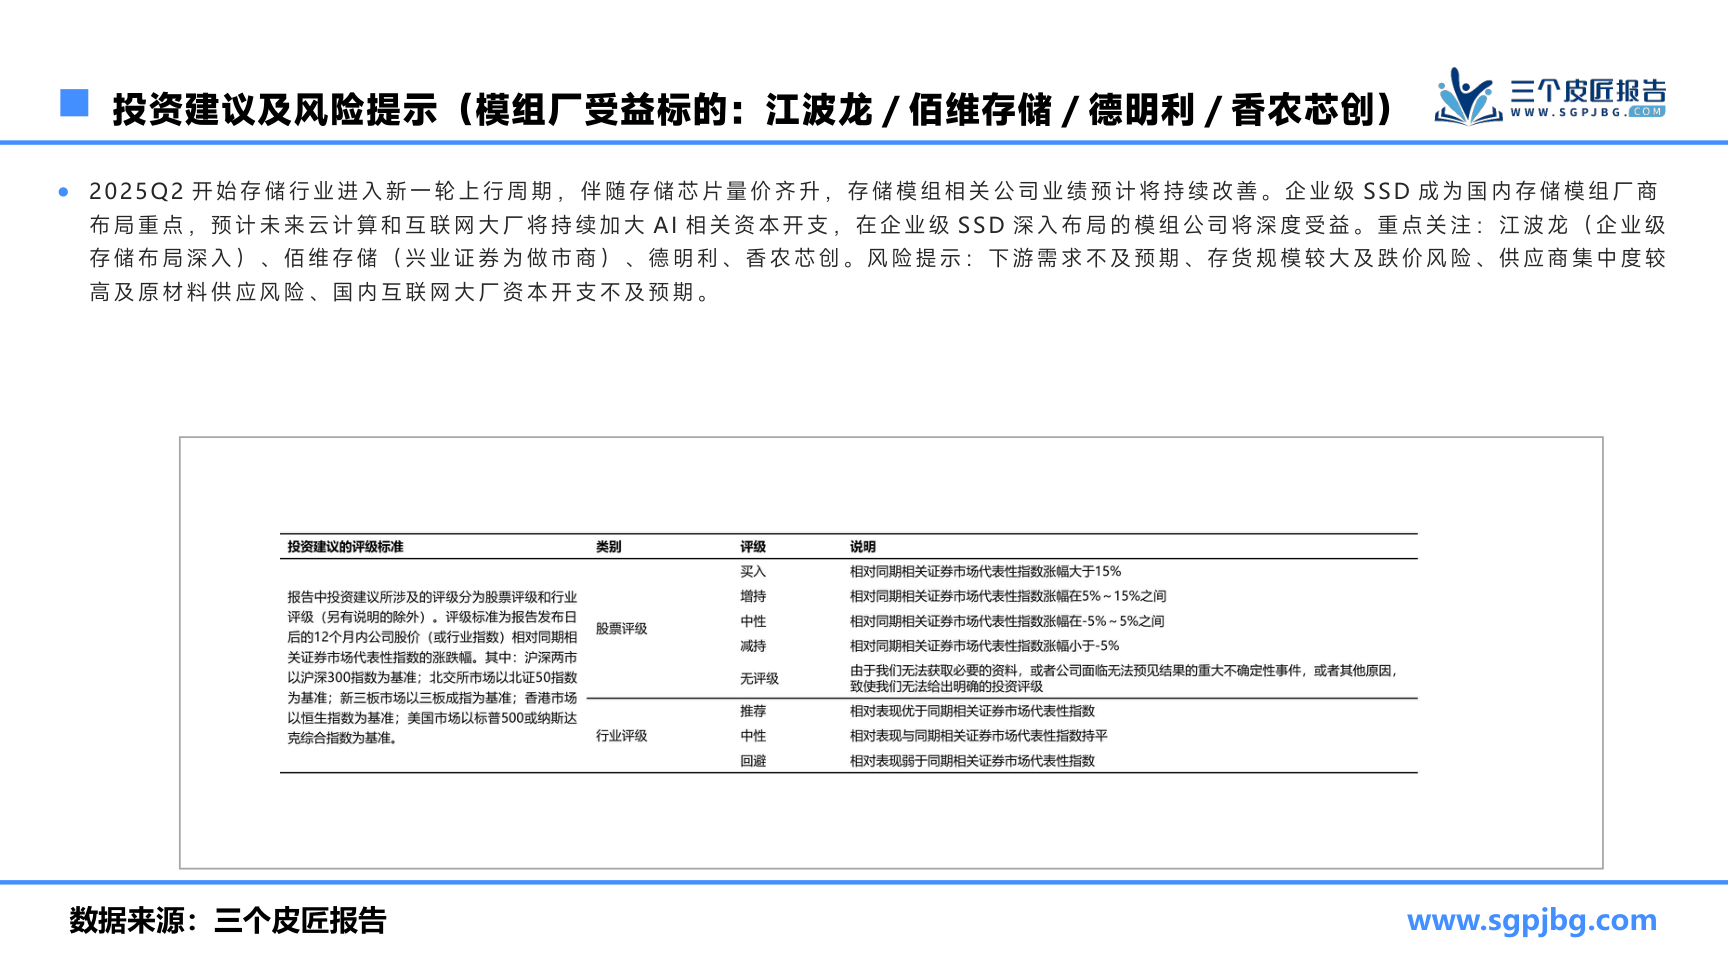 投资建议及风险提示（模组厂受益标的：江波龙 / 佰维存储 / 德明利 / 香农芯创）
三个皮匠报告
WWW.SGPJBG.COM
2025Q2 开始存储行业进入新一轮上行周期，伴随存储芯片量价齐升，存储模组相关公司业绩预计将持续改善。企业级 SSD 成为国内存储模组厂商
布局重点，预计未来云计算和互联网大厂将持续加大 AI 相关资本开支，在企业级 SSD 深入布局的模组公司将深度受益。重点关注：江波龙（企业级
存储布局深入）、佰维存储（兴业证券为做市商）、德明利、香农芯创。风险提示：下游需求不及预期、存货规模较大及跌价风险、供应商集中度较
高及原材料供应风险、国内互联网大厂资本开支不及预期。
投资建议的评级标准 类别 评级 说明
报告中投资建议所涉及的评级分为股票评级和行业
评级（另有说明的除外）。评级标准为报告发布日
后的12个月内公司股价（或行业指数）相对同期相
关证券市场代表性指数的涨跌幅。其中：沪深两市
以沪深300指数为基准；北交所市场以北证50指数
为基准；新三板市场以三板成指为基准；香港市场
以恒生指数为基准；美国市场以标普500或纳斯达
克综合指数为基准。
股票评级
买入 相对同期相关证券市场代表性指数涨幅大于15%
增持 相对同期相关证券市场代表性指数涨幅在5%～15%之间
中性 相对同期相关证券市场代表性指数涨幅在-5%～5%之间
减持 相对同期相关证券市场代表性指数涨幅小于-5%
无评级 由于我们无法获取必要的资料，或者公司面临无法预见结果的重大不确定性事件，或者其他原因，
致使我们无法给出明确的投资评级
行业评级
推荐 相对表现优于同期相关证券市场代表性指数
中性 相对表现与同期相关证券市场代表性指数持平
回避 相对表现弱于同期相关证券市场代表性指数
数据来源：三个皮匠报告
www.sgpjbg.com